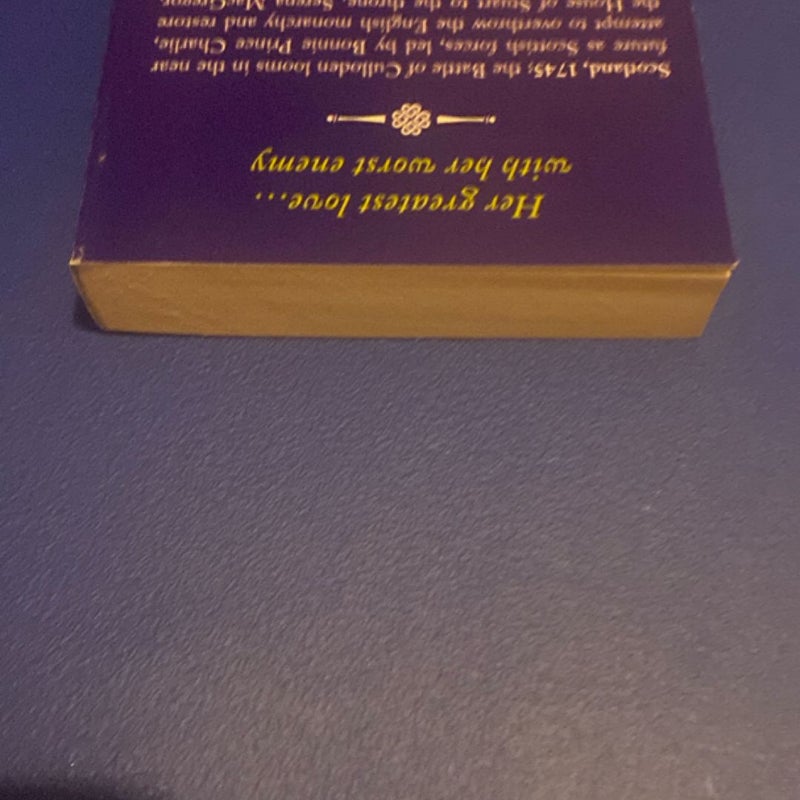 Her greatest love...
with her worst enemy
Scotland, 1745; the Battle of Culloden looms in the near
future as Scottish forces, led by Bonnie Prince Charlie,
attempt to overthrow the English monarchy and restore
the House of Stuart to the throne. Serena MacGregor